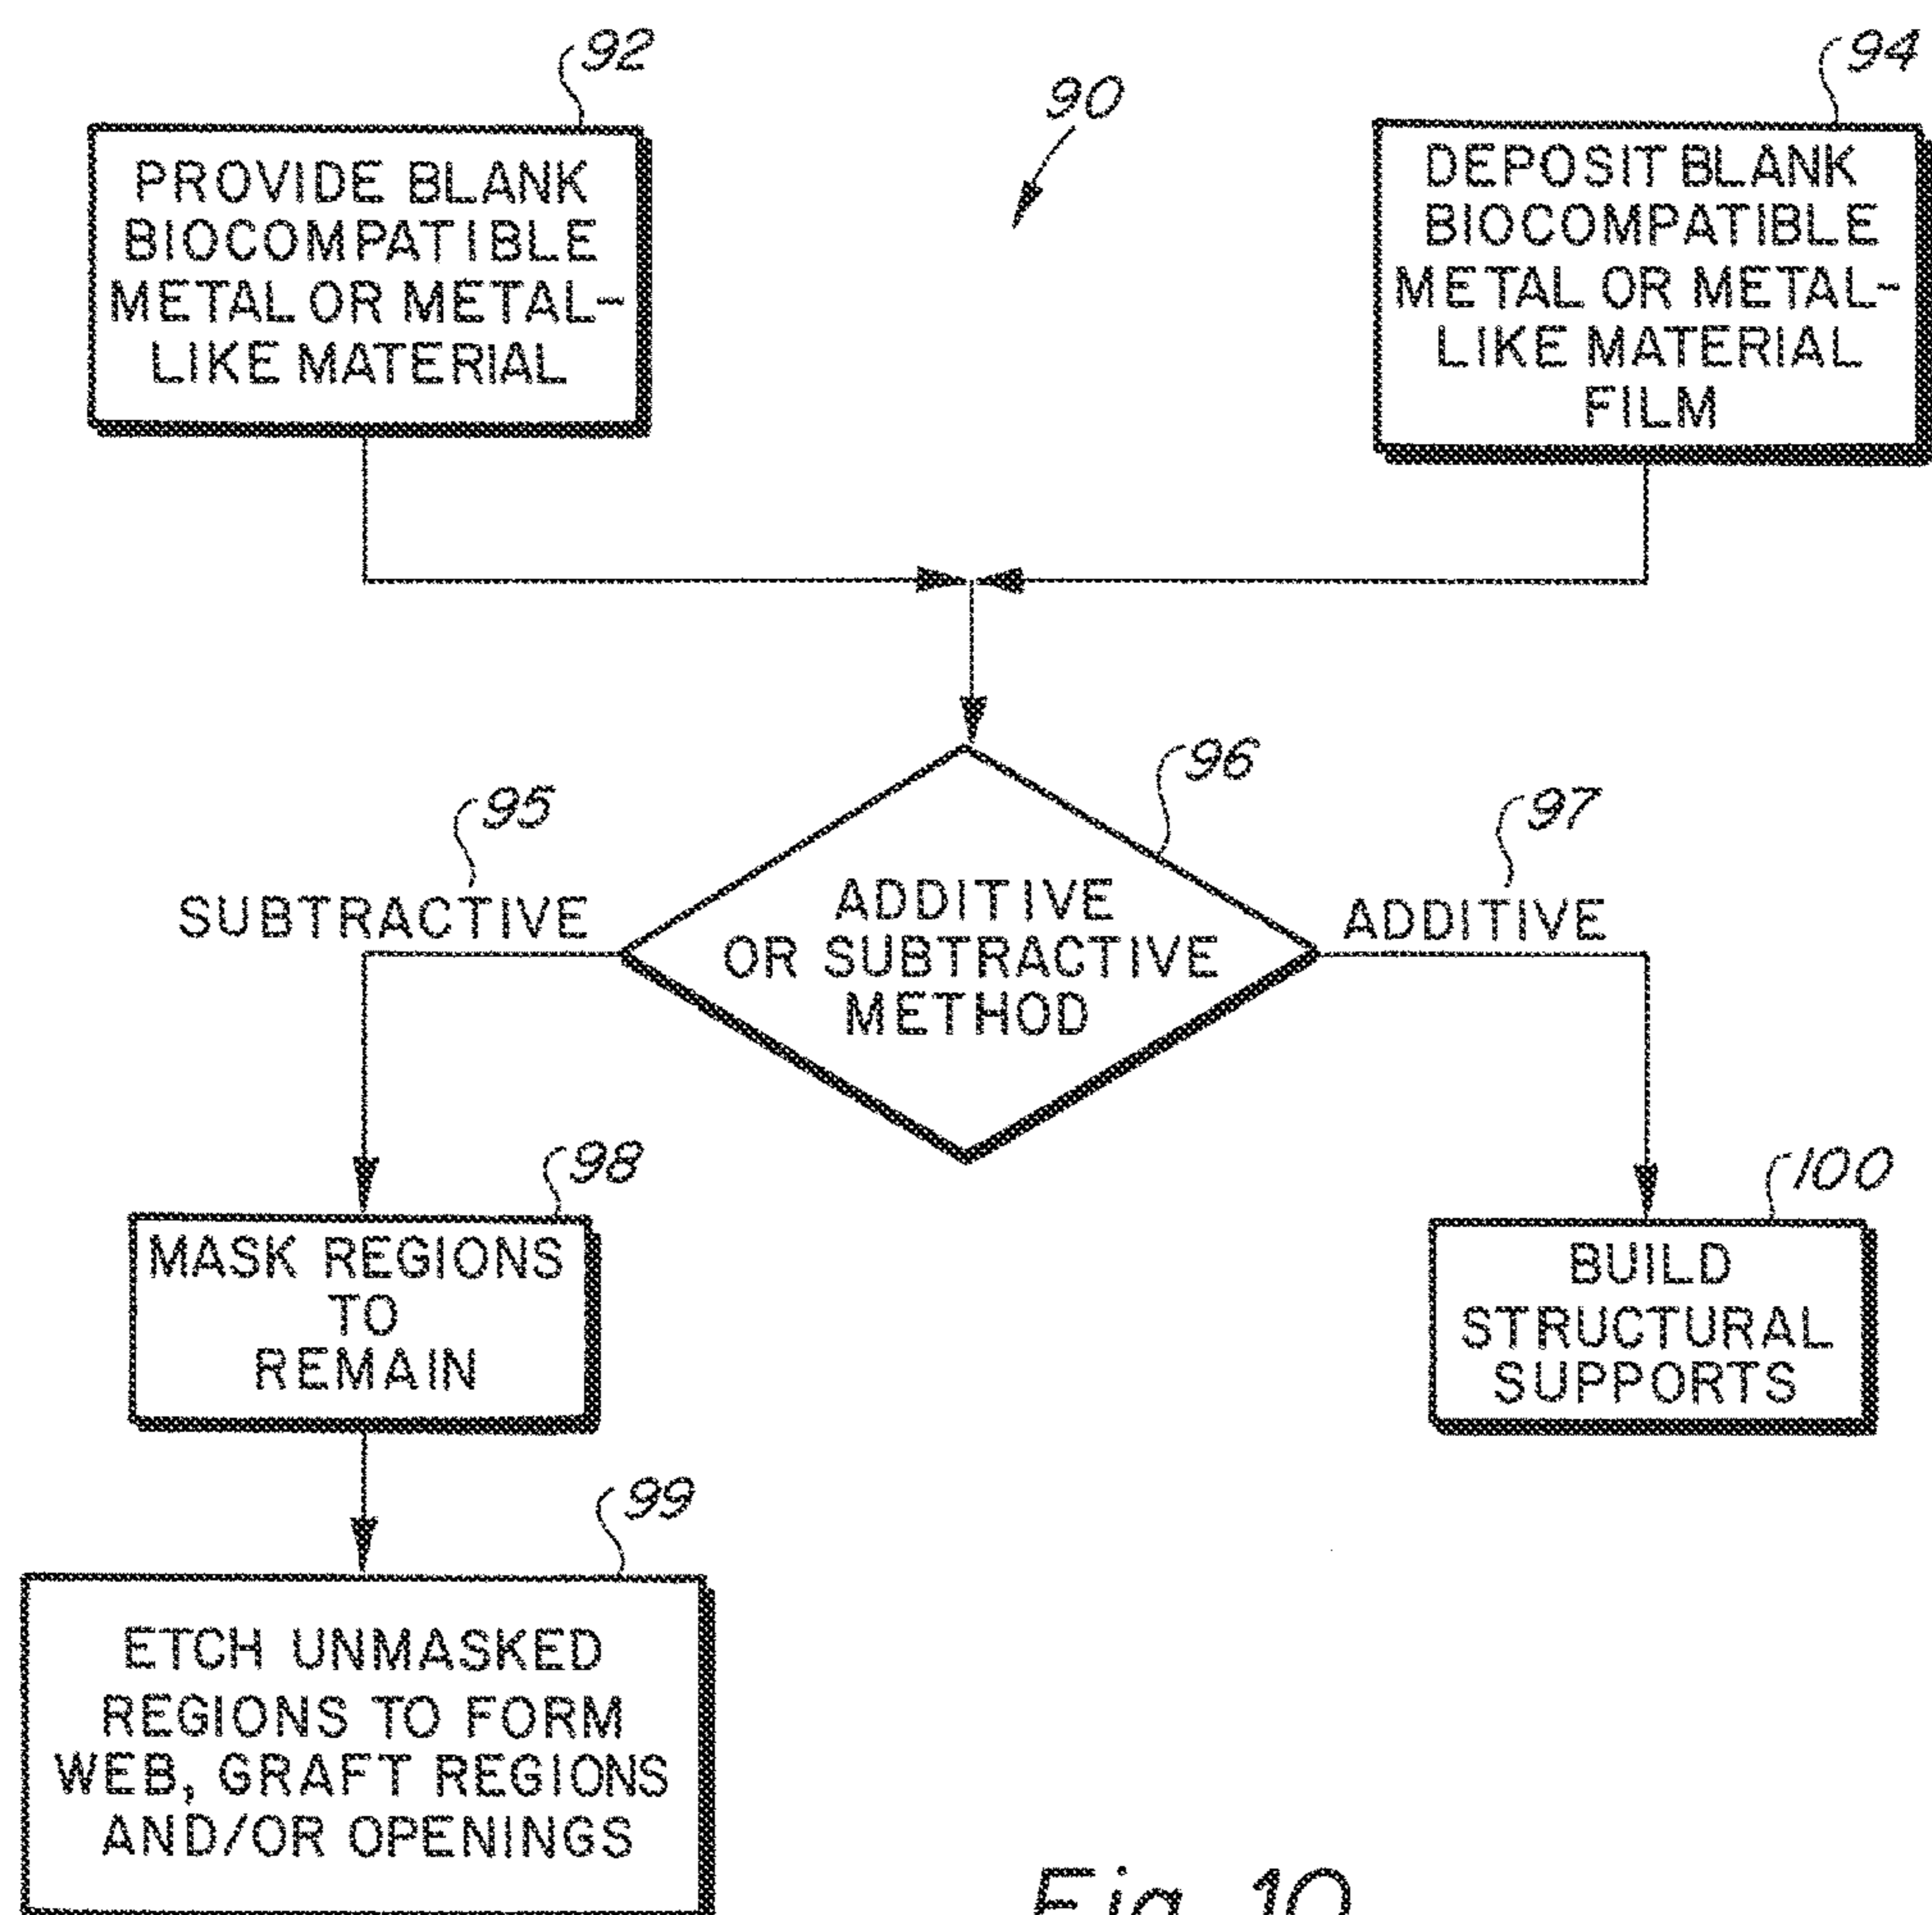 92
90
94
PROVIDE BLANK
BIOCOMPATIBLE
METAL OR METAL-
LIKE MATERIAL
DEPOSIT BLANK
BIOCOMPATIBLE
METAL OR METAL-
LIKE MATERIAL
FILM
96
95
97
SUBTRACTIVE
ADDITIVE
OR SUBTRACTIVE
METHOD
ADDITIVE
98
MASK REGIONS
TO
REMAIN
100
BUILD
STRUCTURAL
SUPPORTS
99
ETCH UNMASKED
REGIONS TO FORM
WEB, GRAFT REGIONS
AND/OR OPENINGS
Fig. 10